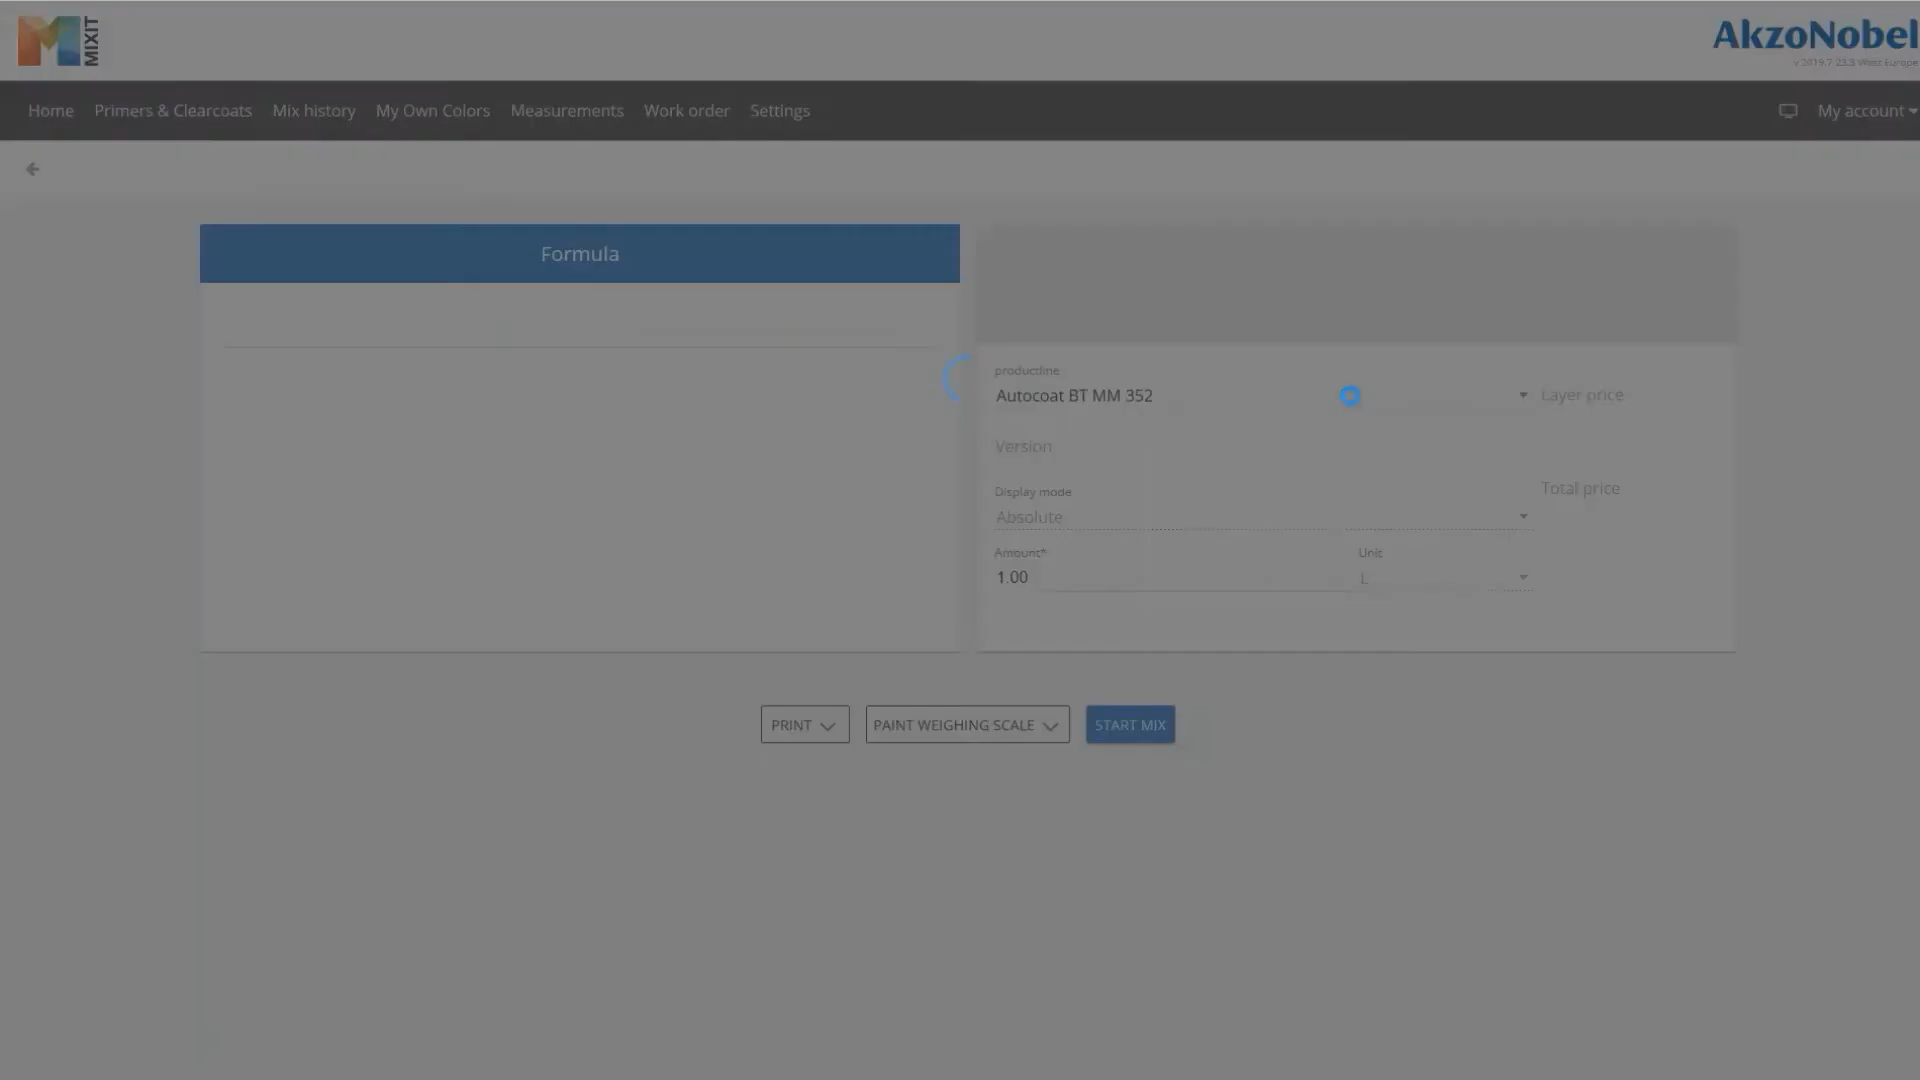 MIXIT
AkzoNobel
v 2019.7.23.3 West Europe
Home Primers & Clearcoats Mix history My Own Colors Measurements Work order Settings My account
Formula
productline
Autocoat BT MM 352
Layer price
Version
Display mode
Total price
Absolute
Amount*
Unit
1.00
L
PRINT
PAINT WEIGHING SCALE
START MIX